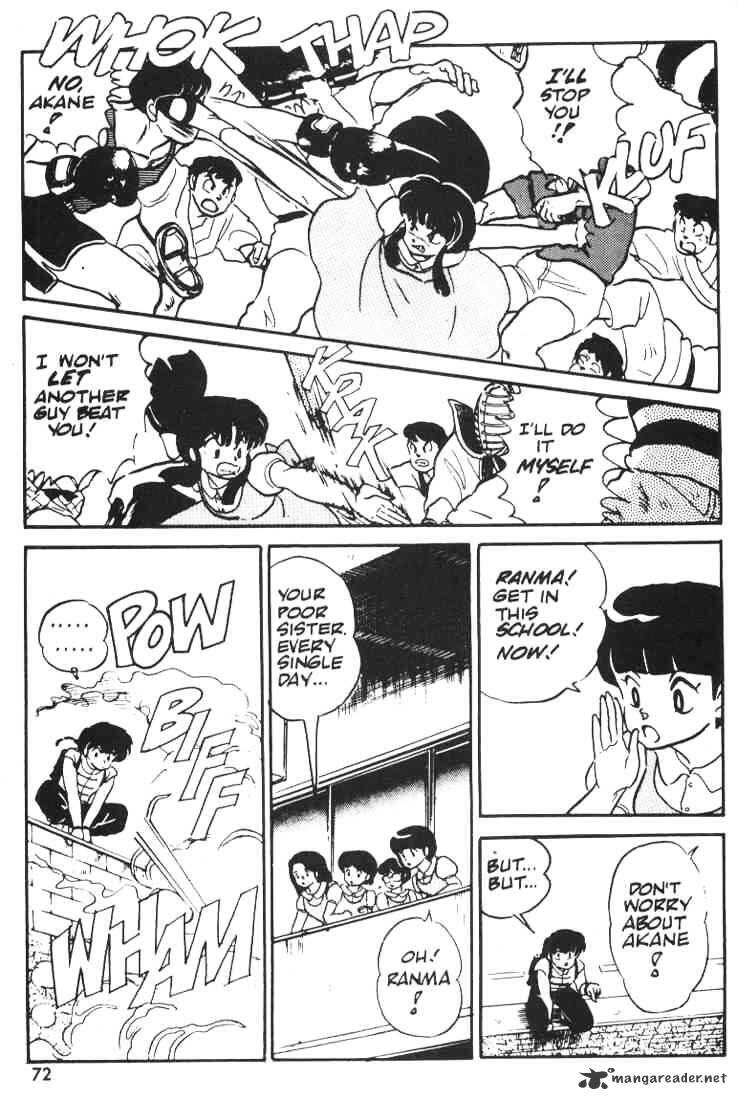 WHOK THAP
NO,
AKANE
!
I'LL
STOP
YOU
!!
KLUF
I WON'T
LET
ANOTHER
GUY BEAT
YOU!
KRAK
I'LL DO
IT
MYSELF
!
.....
.....
POW
BIFF
WHAM
YOUR
POOR
SISTER.
EVERY
SINGLE
DAY...
OH!
RANMA
!
RANMA!
GET IN
THIS
SCHOOL!
NOW!
BUT...
BUT...
DON'T
WORRY
ABOUT
AKANE
!
72
mangareader.net